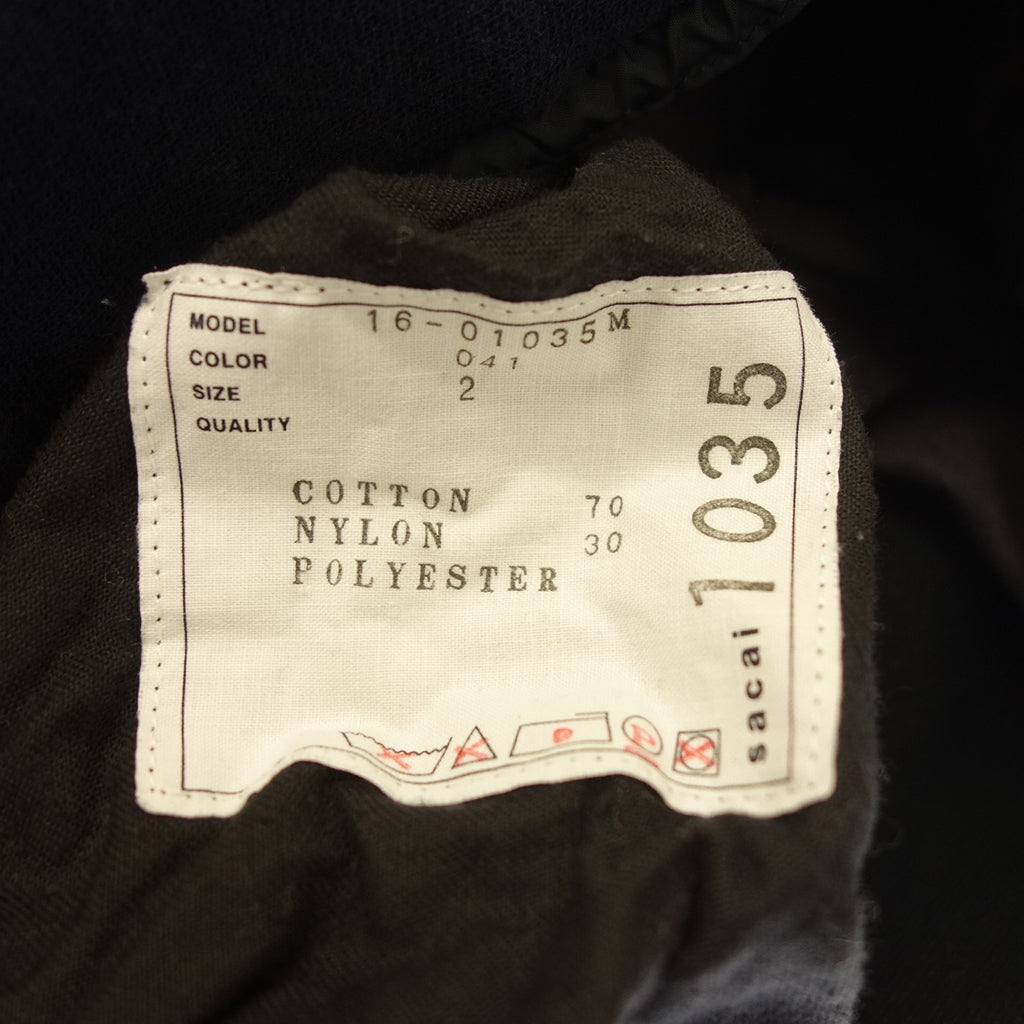 MODEL 16-01035M
COLOR 041
SIZE 2
QUALITY
COTTON 70
NYLON 30
POLYESTER
P
sacai 1035